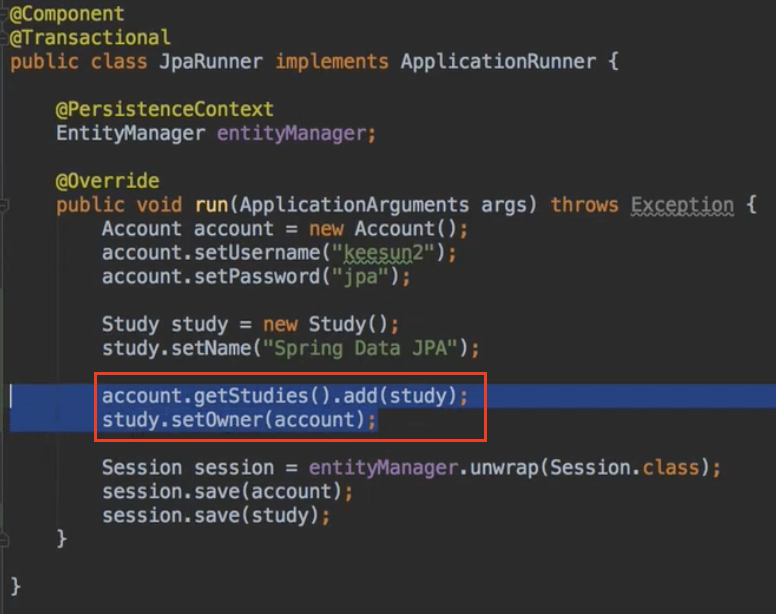 @Component
@Transactional
public class JpaRunner implements ApplicationRunner {
@PersistenceContext
EntityManager entityManager;
@Override
public void run(ApplicationArguments args) throws Exception {
Account account = new Account();
account.setUsername("keesun2");
account.setPassword("jpa");
Study study = new Study();
study.setName("Spring Data JPA");
account.getStudies().add(study);
study.setOwner(account);
Session session = entityManager.unwrap(Session.class);
session.save(account);
session.save(study);
}
}